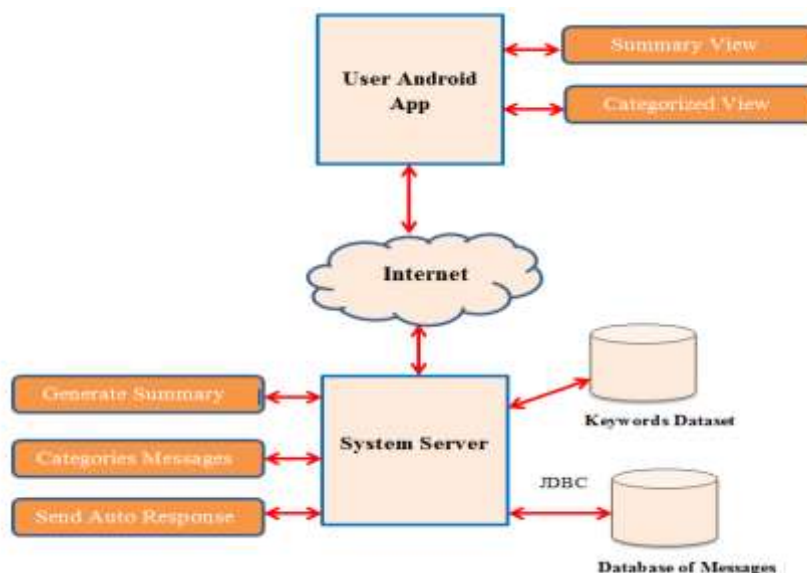 Summary View
User Android
App
Categorized View
Internet
Generate Summary
Keywords Dataset
System Server
Categories Messages
JDBC
Send Auto Response
Database of Messages